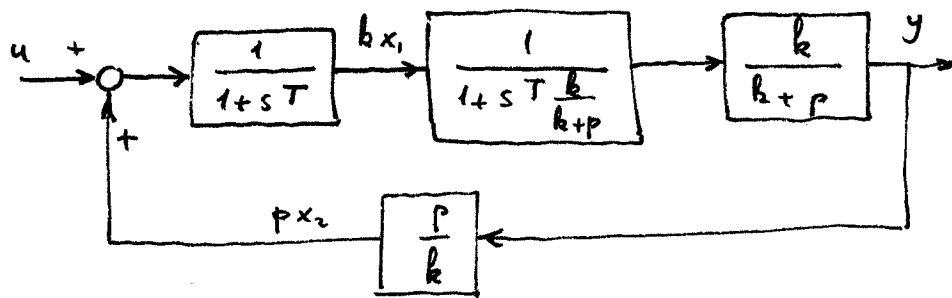 u + 1/(1+sT) kx₁ 1/(1+sT k/(k+p)) k/(k+p) y
+
px₂ p/k